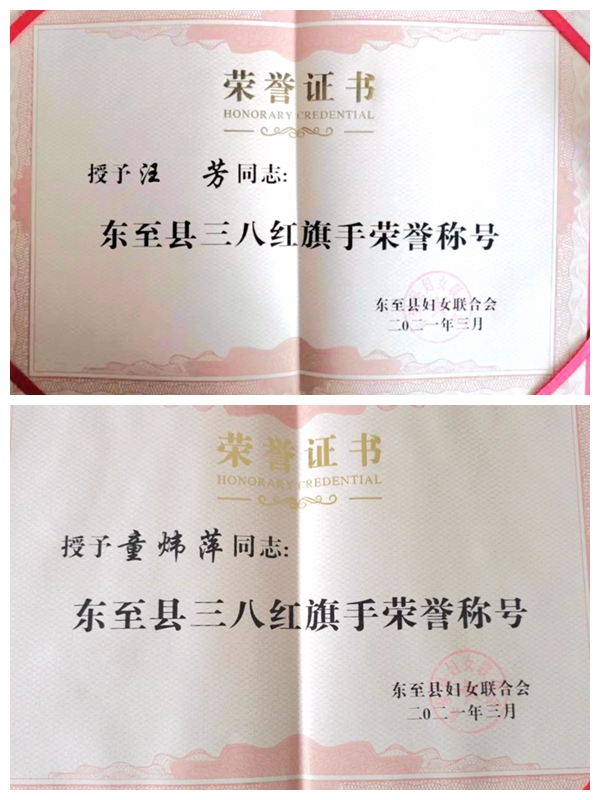 荣誉证书
HONORARY CREDENTIAL
授予汪 芳同志:
东至县三八红旗手荣誉称号
东至县妇女联合会
二0二一年三月
荣誉证书
HONORARY CREDENTIAL
授予童炜萍同志:
东至县三八红旗手荣誉称号
东至县妇女联合会
二0二一年三月